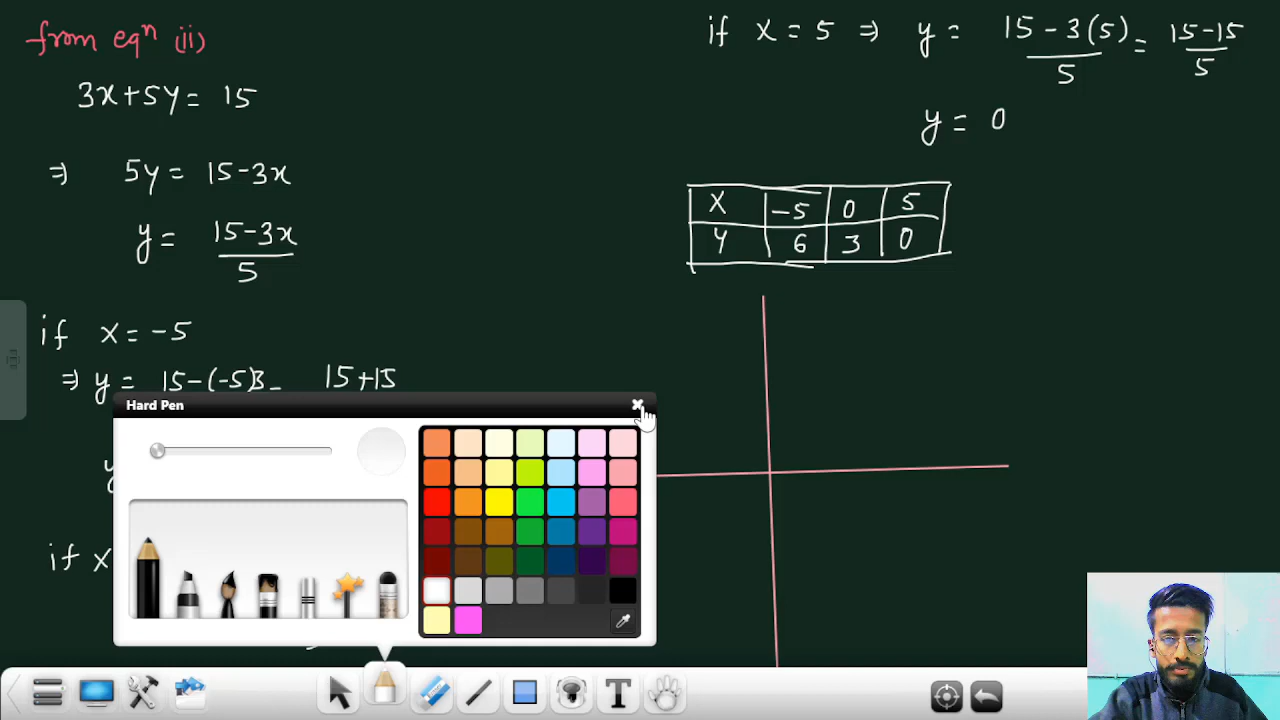 from eqn (ii)
3x+5y= 15
⇒ 5y= 15-3x
y= 15-3x
5
if x= -5
⇒ y= 15-(-5)3= 15+15
y
if x
if x=5 ⇒ y= 15-3(5) = 15-15
5 5
y= 0
X -5 0 5
Y 6 3 0
Hard Pen
T